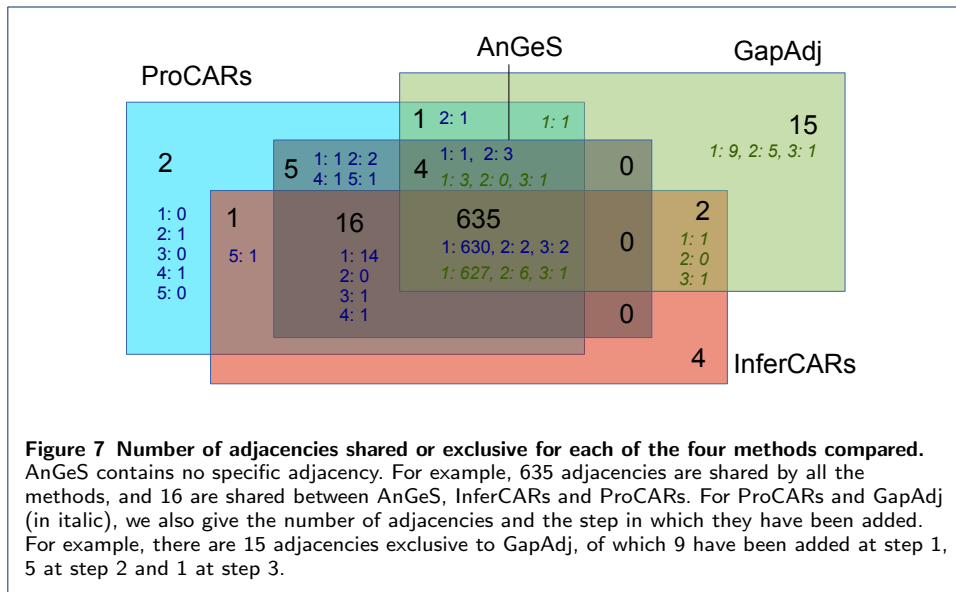 AnGeS
GapAdj
ProCARs
1 2: 1 1: 1
15
1: 9, 2: 5, 3: 1
2
5 1: 1 2: 2
4: 1 5: 1
4 1: 1, 2: 3
1: 3, 2: 0, 3: 1
0
1: 0
2: 1
3: 0
4: 1
5: 0
1
5: 1
16
1: 14
2: 0
3: 1
4: 1
635
1: 630, 2: 2, 3: 2
1: 627, 2: 6, 3: 1
0
2
1: 1
2: 0
3: 1
0
4
InferCARs
Figure 7 Number of adjacencies shared or exclusive for each of the four methods compared.
AnGeS contains no specific adjacency. For example, 635 adjacencies are shared by all the
methods, and 16 are shared between AnGeS, InferCARs and ProCARs. For ProCARs and GapAdj
(in italic), we also give the number of adjacencies and the step in which they have been added.
For example, there are 15 adjacencies exclusive to GapAdj, of which 9 have been added at step 1,
5 at step 2 and 1 at step 3.